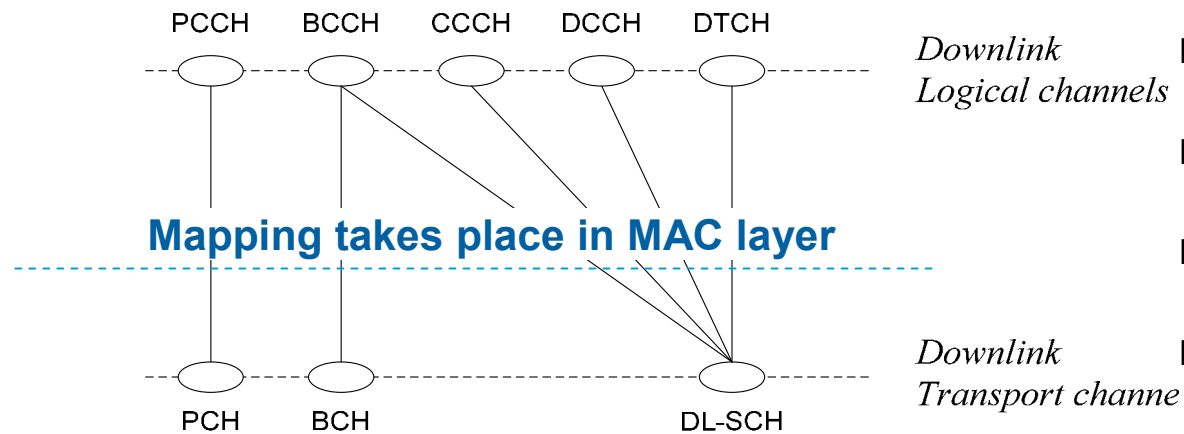 PCCH BCCH CCCH DCCH DTCH
Downlink
Logical channels
Mapping takes place in MAC layer
Downlink
Transport channe
PCH BCH DL-SCH